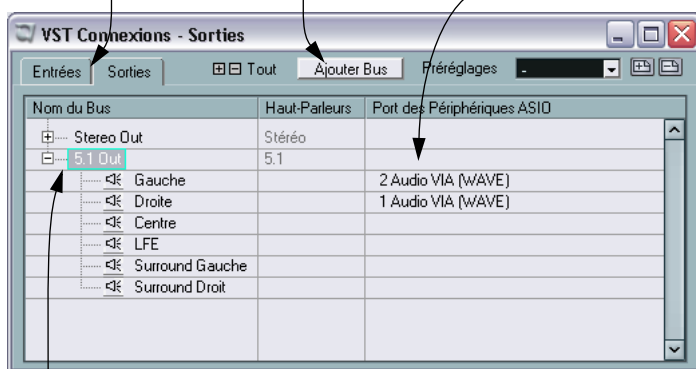 VST Connexions - Sorties
Entrées Sorties Tout Ajouter Bus Préréglages -
Nom du Bus Haut-Parleurs Port des Périphériques ASIO
Stereo Out Stéréo
5.1 Out 5.1
Gauche 2 Audio VIA (WAVE)
Droite 1 Audio VIA (WAVE)
Centre
LFE
Surround Gauche
Surround Droit